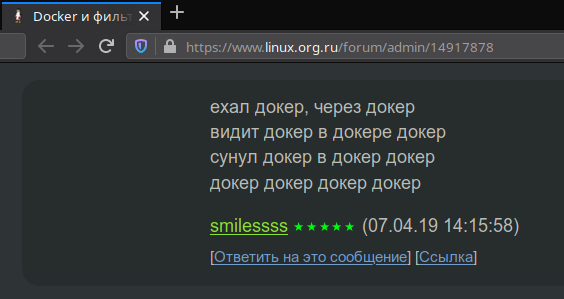 Docker и филь
https://www.linux.org.ru/forum/admin/14917878
ехал докер, через докер
видит докер в докере докер
сунул докер в докер докер
докер докер докер докер
smilessss ★★★★★ (07.04.19 14:15:58)
[Ответить на это сообщение] [Ссылка]